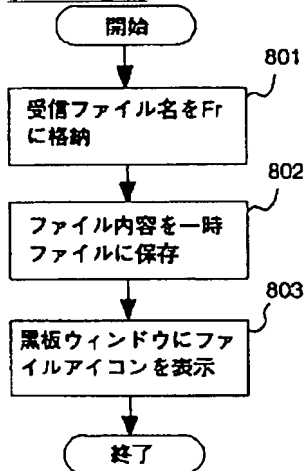 開始
801
受信ファイル名をFr
に格納
802
ファイル内容を一時
ファイルに保存
803
黒板ウィンドウにファ
イルアイコンを表示
終了